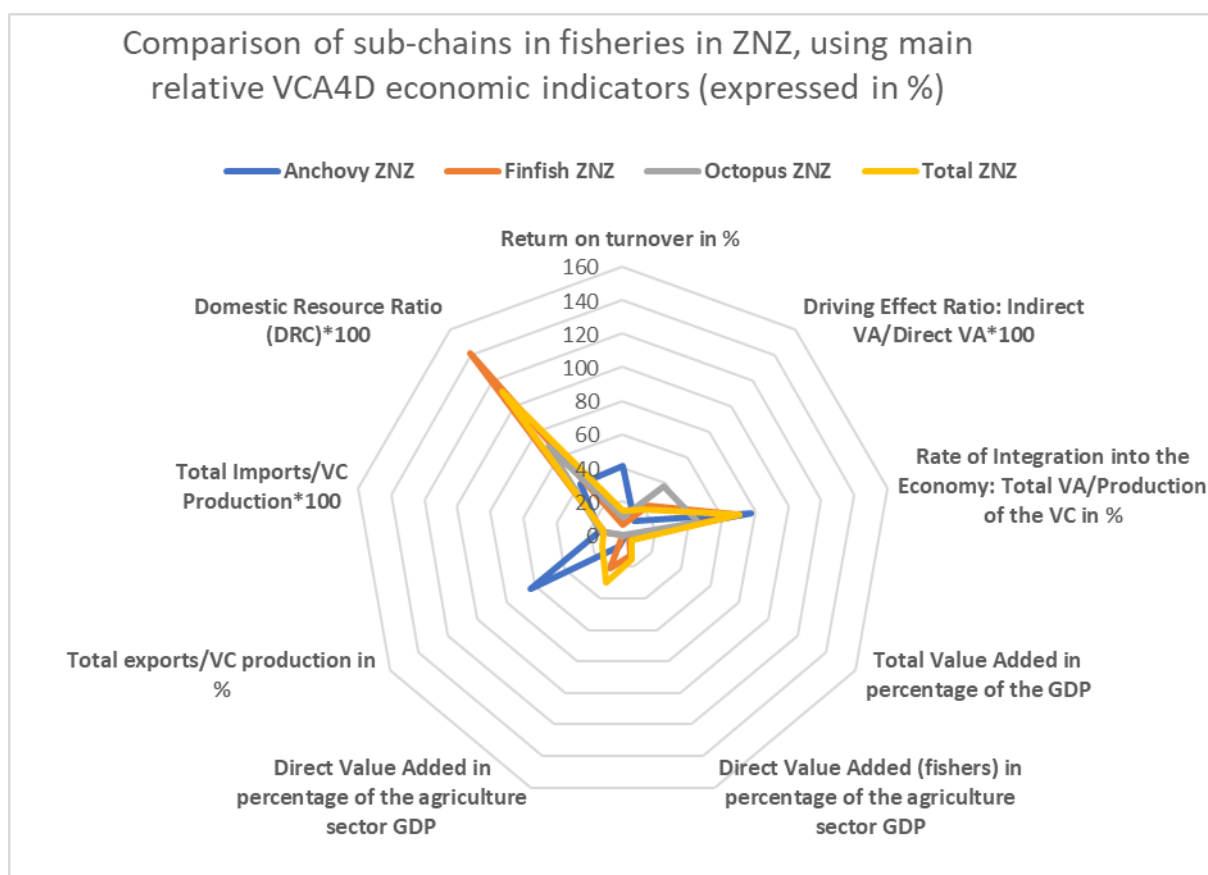 Comparison of sub-chains in fisheries in ZNZ, using main
relative VCA4D economic indicators (expressed in %)
Anchovy ZNZ
Finfish ZNZ
Octopus ZNZ
Total ZNZ
Return on turnover in %
160
140
120
100
80
60
40
20
0
Driving Effect Ratio: Indirect
VA/Direct VA*100
Rate of Integration into the
Economy: Total VA/Production
of the VC in %
Total Value Added in
percentage of the GDP
Direct Value Added (fishers) in
percentage of the agriculture
sector GDP
Direct Value Added in
percentage of the agriculture
sector GDP
Total exports/VC production in
%
Total Imports/VC
Production*100
Domestic Resource Ratio
(DRC)*100